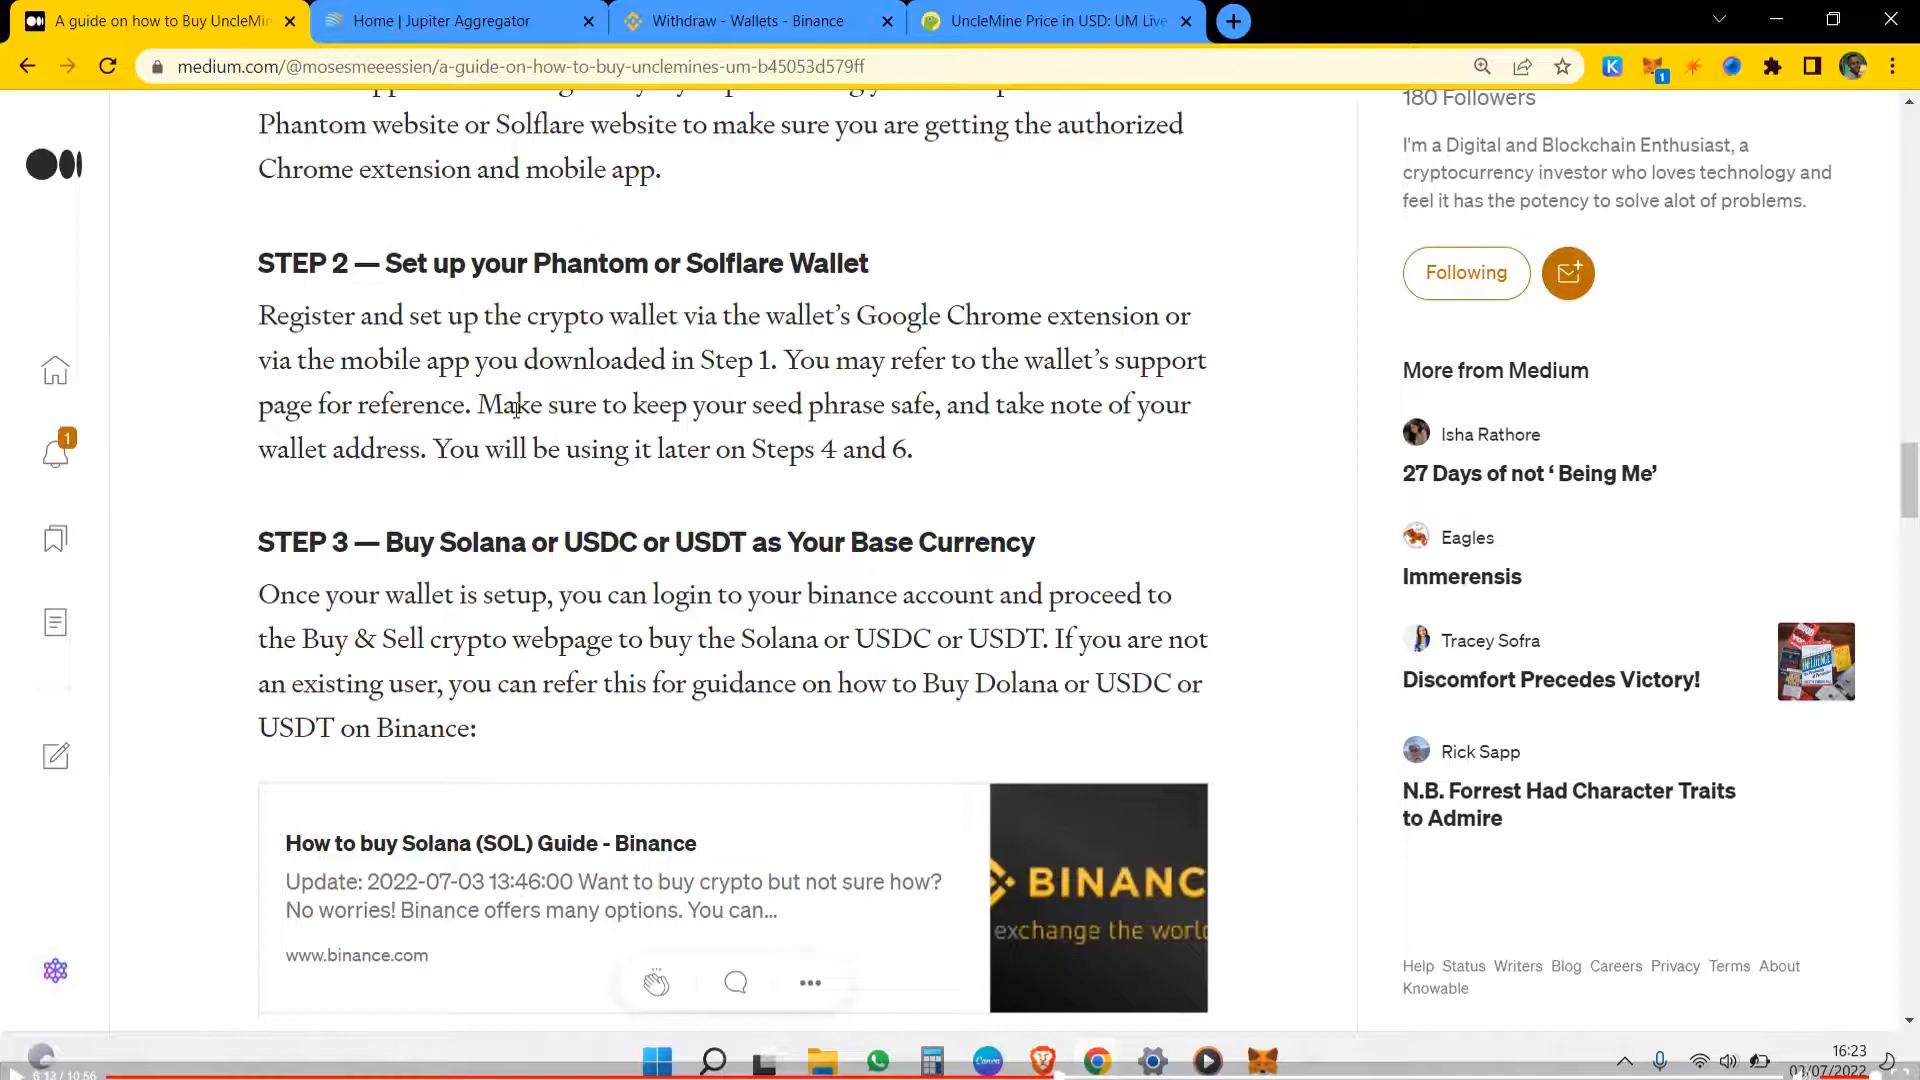 A guide on how to Buy UncleMin
Home | Jupiter Aggregator
Withdraw - Wallets - Binance
UncleMine Price in USD: UM Live
medium.com/@mosesmeeessien/a-guide-on-how-to-buy-unclemines-um-b45053d579ff
1
Phantom website or Solflare website to make sure you are getting the authorized
Chrome extension and mobile app.
STEP 2 — Set up your Phantom or Solflare Wallet
Register and set up the crypto wallet via the wallet’s Google Chrome extension or
via the mobile app you downloaded in Step 1. You may refer to the wallet’s support
page for reference. Make sure to keep your seed phrase safe, and take note of your
wallet address. You will be using it later on Steps 4 and 6.
1
STEP 3 — Buy Solana or USDC or USDT as Your Base Currency
Once your wallet is setup, you can login to your binance account and proceed to
the Buy & Sell crypto webpage to buy the Solana or USDC or USDT. If you are not
an existing user, you can refer this for guidance on how to Buy Dolana or USDC or
USDT on Binance:
How to buy Solana (SOL) Guide - Binance
Update: 2022-07-03 13:46:00 Want to buy crypto but not sure how?
No worries! Binance offers many options. You can...
www.binance.com
BINANC
exchange the world
180 Followers
I'm a Digital and Blockchain Enthusiast, a
cryptocurrency investor who loves technology and
feel it has the potency to solve alot of problems.
Following
More from Medium
Isha Rathore
27 Days of not ‘ Being Me’
Eagles
Immerensis
Tracey Sofra
Discomfort Precedes Victory!
INFLUENCE
Rick Sapp
N.B. Forrest Had Character Traits
to Admire
Help Status Writers Blog Careers Privacy Terms About
Knowable
Canva
16:23
03/07/2022
6:13 / 10:56